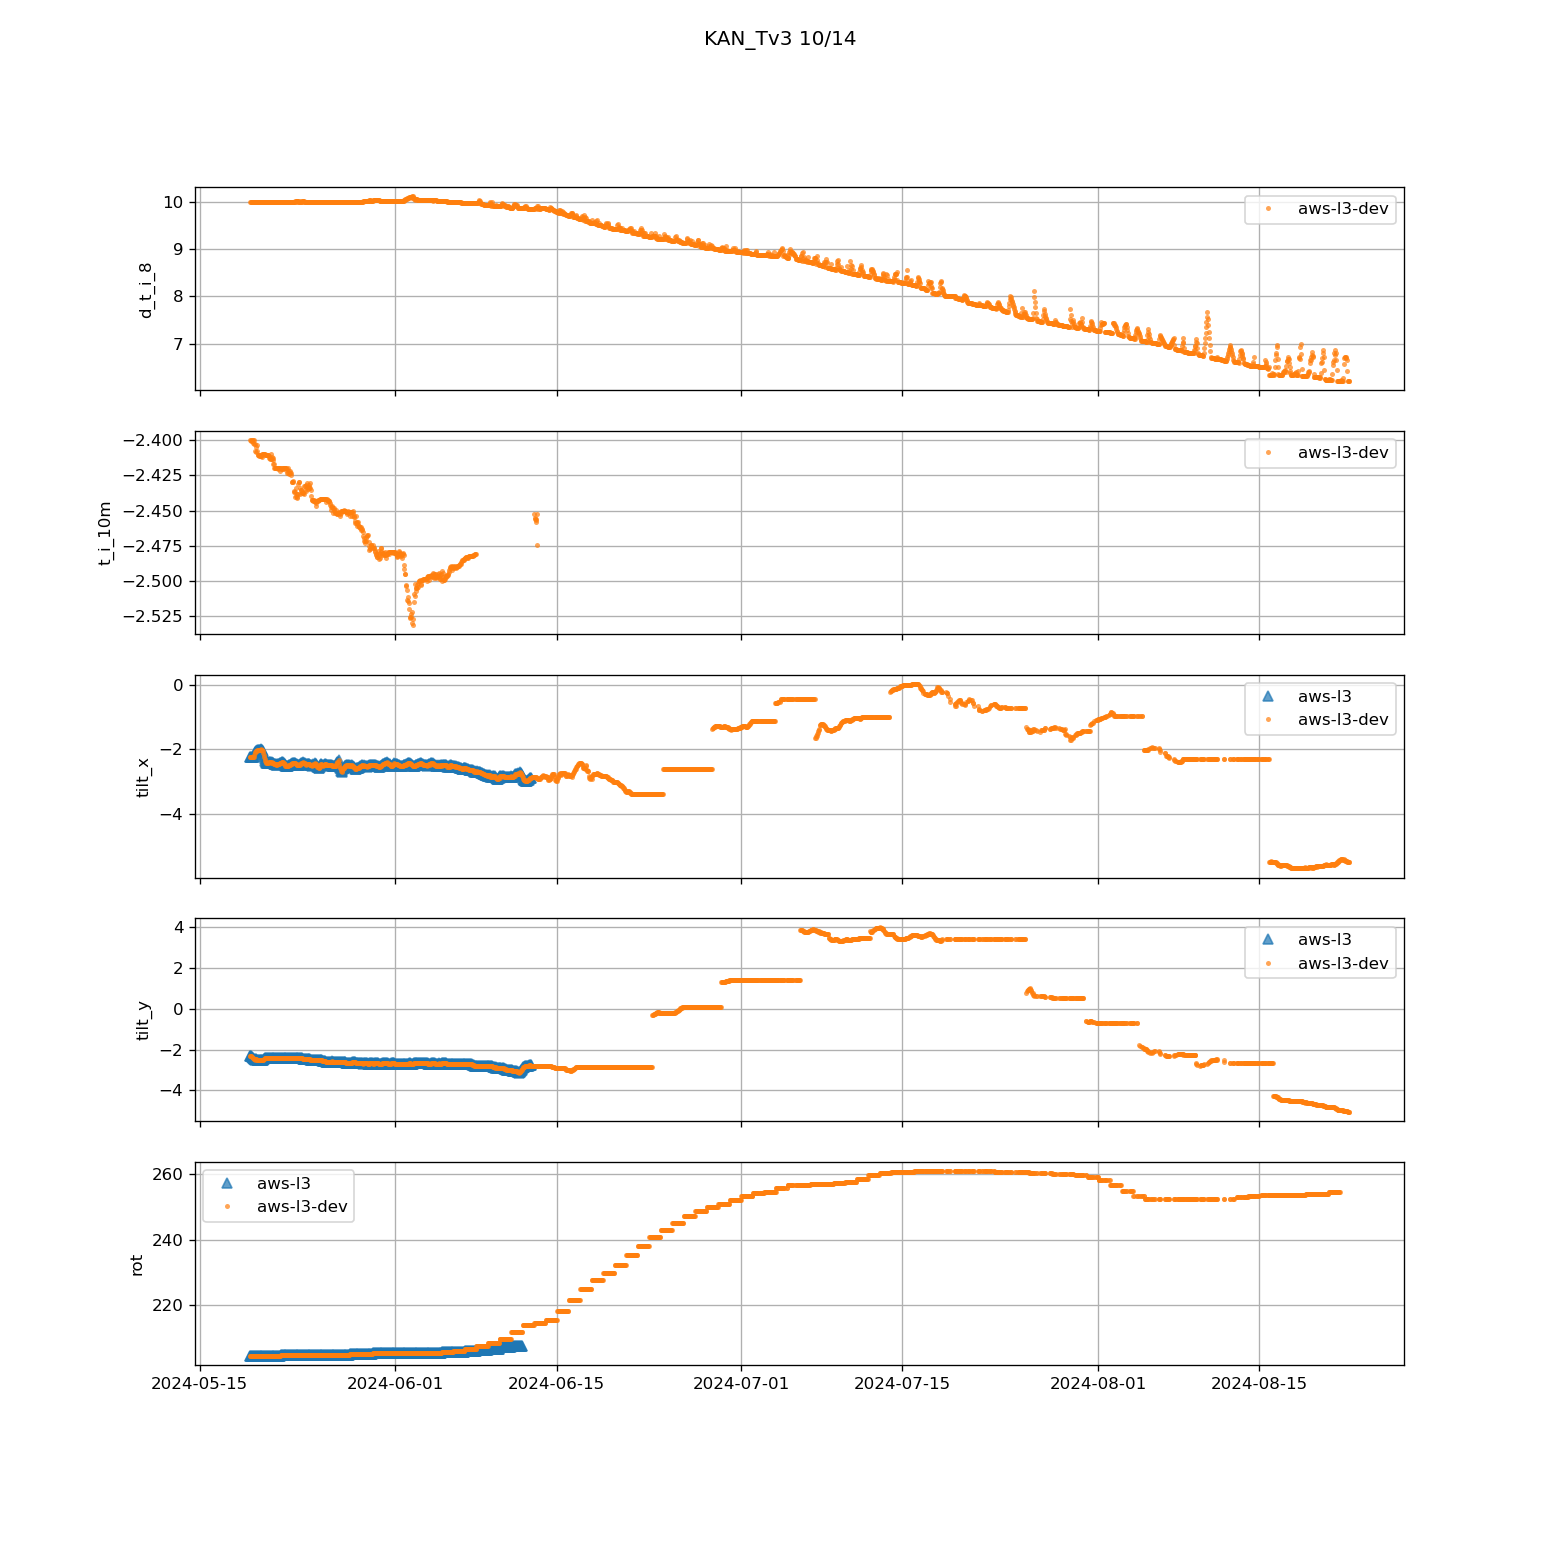 KAN_Tv3 10/14
10
9
8
7
d_t_i_8
aws-l3-dev
−2.400
−2.425
−2.450
−2.475
−2.500
−2.525
t_i_10m
aws-l3-dev
0
−2
−4
tilt_x
aws-l3
aws-l3-dev
4
2
0
−2
−4
tilt_y
aws-l3
aws-l3-dev
260
240
220
rot
aws-l3
aws-l3-dev
2024-05-15 2024-06-01 2024-06-15 2024-07-01 2024-07-15 2024-08-01 2024-08-15